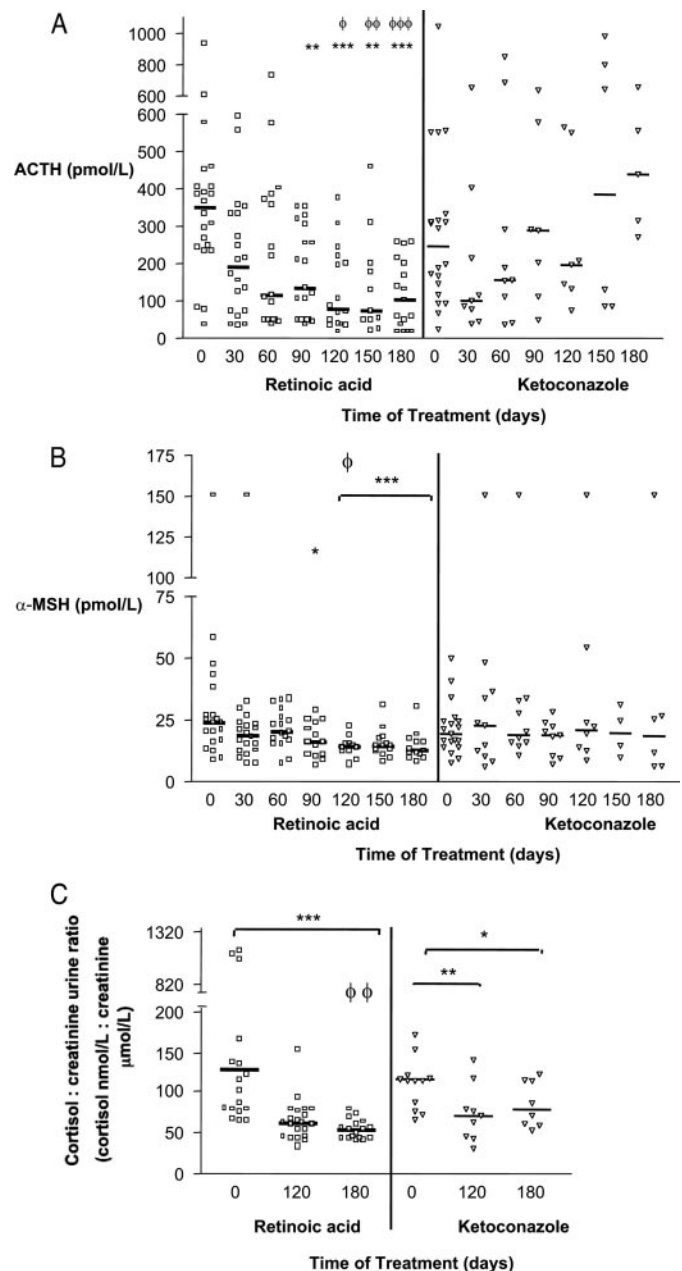 A
ϕ ϕϕ ϕϕϕ
** *** ** ***
1000
800
600
600
500
400
300
200
100
0
ACTH (pmol/L)
0 30 60 90 120 150 180 0 30 60 90 120 150 180
Retinoic acid Ketoconazole
Time of Treatment (days)
B
175
150
125
100
75
50
25
0
ϕ
***
*
α-MSH (pmol/L)
0 30 60 90 120 150 180 0 30 60 90 120 150 180
Retinoic acid Ketoconazole
Time of Treatment (days)
C
1320
820
200
150
100
50
0
***
ϕ ϕ
*
**
Cortisol : creatinine urine ratio
(cortisol nmol/L : creatinine
μmol/L)
0 120 180 0 120 180
Retinoic acid Ketoconazole
Time of Treatment (days)